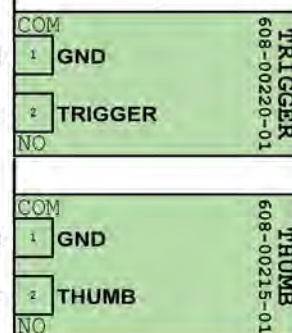 COM
1 GND
2 TRIGGER
NO
TRIGGER
608-00220-01
COM
1 GND
2 THUMB
NO
THUMB
608-00215-01